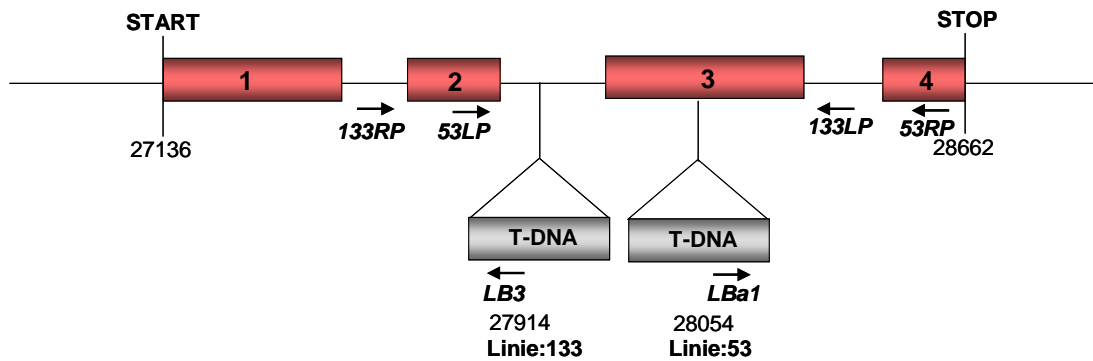 START
STOP
1
2
3
4
133RP
53LP
133LP
53RP
27136
28662
T-DNA
T-DNA
LB3
LBa1
27914
28054
Linie:133
Linie:53